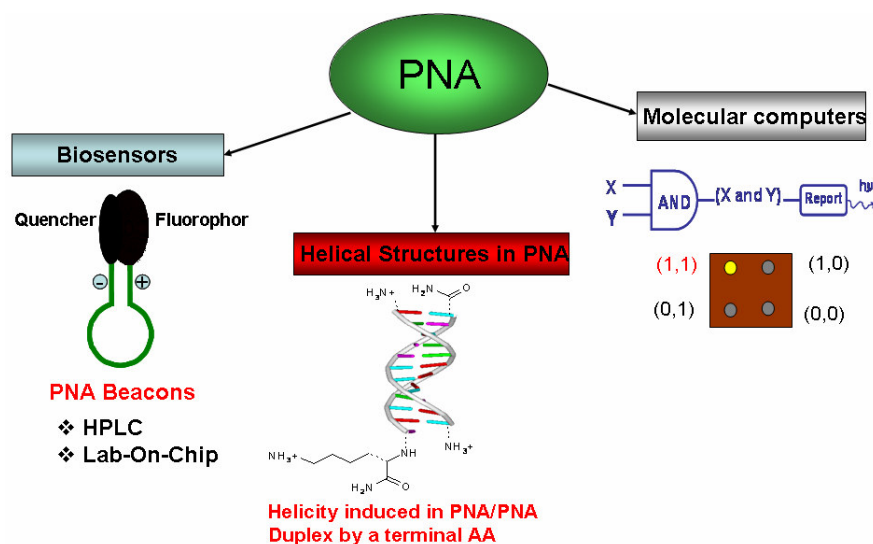 PNA
Biosensors
Quencher Fluorophor
- +
PNA Beacons
❖ HPLC
❖ Lab-On-Chip
Helical Structures in PNA
H₃N⁺
H₂N O
NH₃⁺
NH
NH₃⁺
H₂N O
Helicity induced in PNA/PNA
Duplex by a terminal AA
Molecular computers
X
Y
AND
(X and Y)
Report
hν
(1,1) (1,0)
(0,1) (0,0)